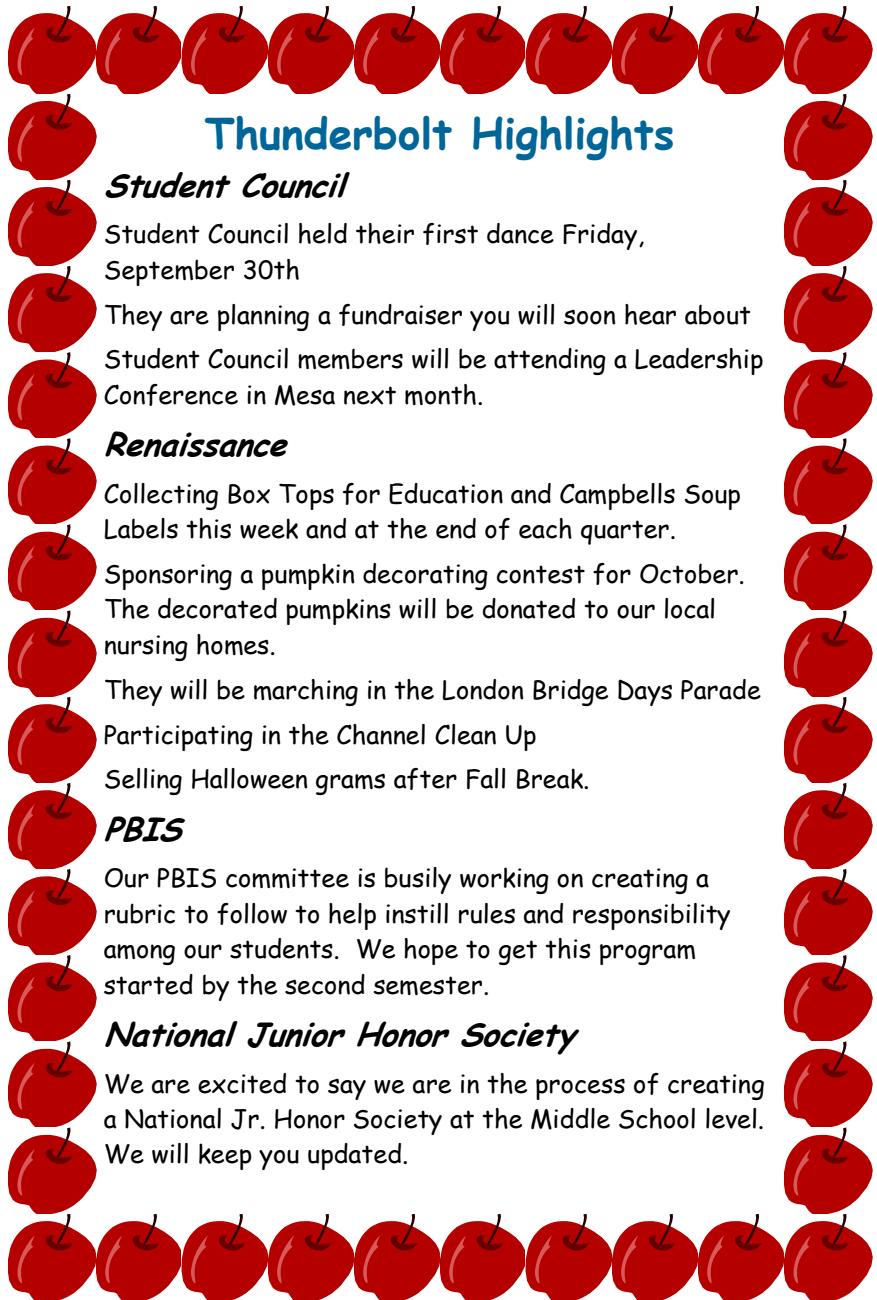 Thunderbolt Highlights
Student Council
Student Council held their first dance Friday,
September 30th
They are planning a fundraiser you will soon hear about
Student Council members will be attending a Leadership
Conference in Mesa next month.
Renaissance
Collecting Box Tops for Education and Campbells Soup
Labels this week and at the end of each quarter.
Sponsoring a pumpkin decorating contest for October.
The decorated pumpkins will be donated to our local
nursing homes.
They will be marching in the London Bridge Days Parade
Participating in the Channel Clean Up
Selling Halloween grams after Fall Break.
PBIS
Our PBIS committee is busily working on creating a
rubric to follow to help instill rules and responsibility
among our students.  We hope to get this program
started by the second semester.
National Junior Honor Society
We are excited to say we are in the process of creating
a National Jr. Honor Society at the Middle School level.
We will keep you updated.